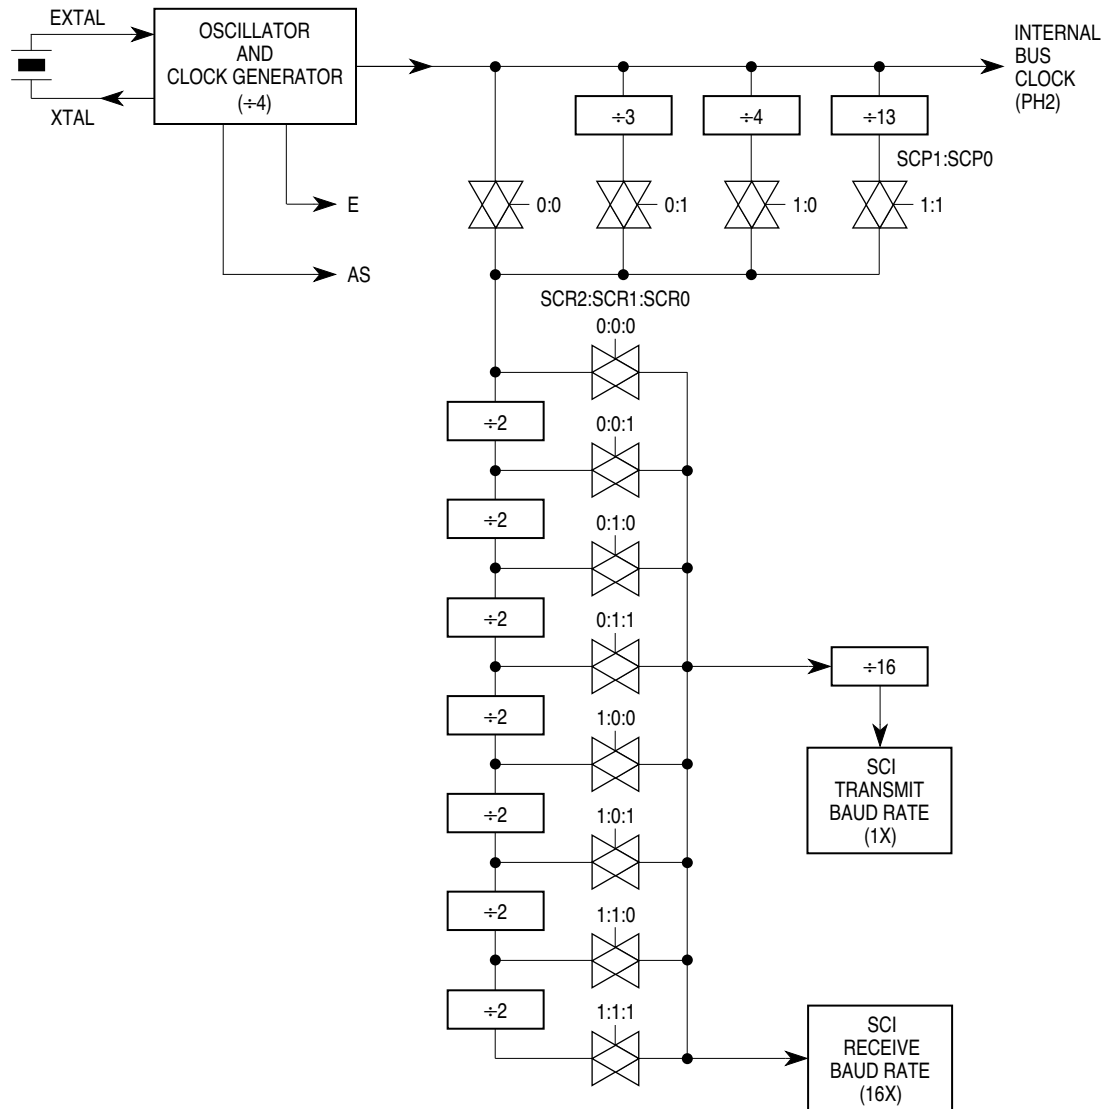 EXTAL
XTAL
OSCILLATOR
AND
CLOCK GENERATOR
(÷4)
INTERNAL
BUS
CLOCK
(PH2)
÷3
÷4
÷13
SCP1:SCP0
E
0:0
0:1
1:0
1:1
AS
SCR2:SCR1:SCR0
0:0:0
÷2
0:0:1
÷2
0:1:0
÷2
0:1:1
÷16
÷2
1:0:0
SCI
TRANSMIT
BAUD RATE
(1X)
÷2
1:0:1
÷2
1:1:0
÷2
1:1:1
SCI
RECEIVE
BAUD RATE
(16X)